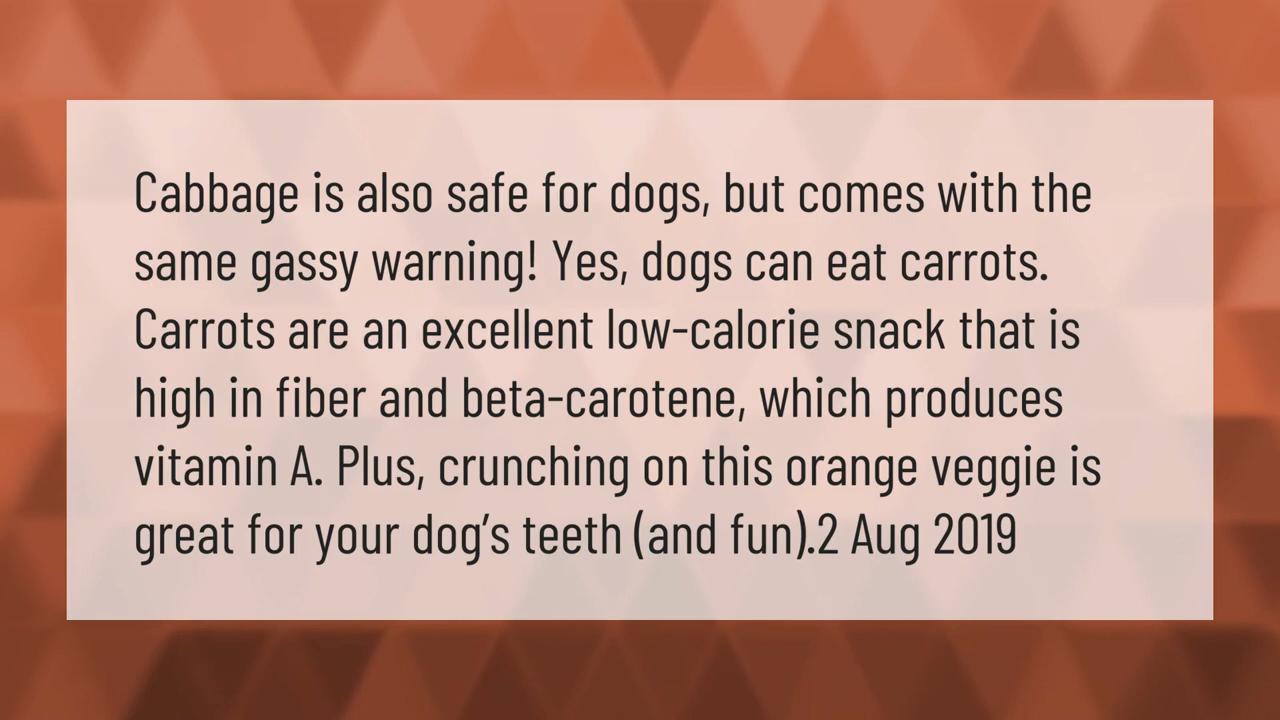 Cabbage is also safe for dogs, but comes with the
same gassy warning! Yes, dogs can eat carrots.
Carrots are an excellent low-calorie snack that is
high in fiber and beta-carotene, which produces
vitamin A. Plus, crunching on this orange veggie is
great for your dog’s teeth (and fun).2 Aug 2019